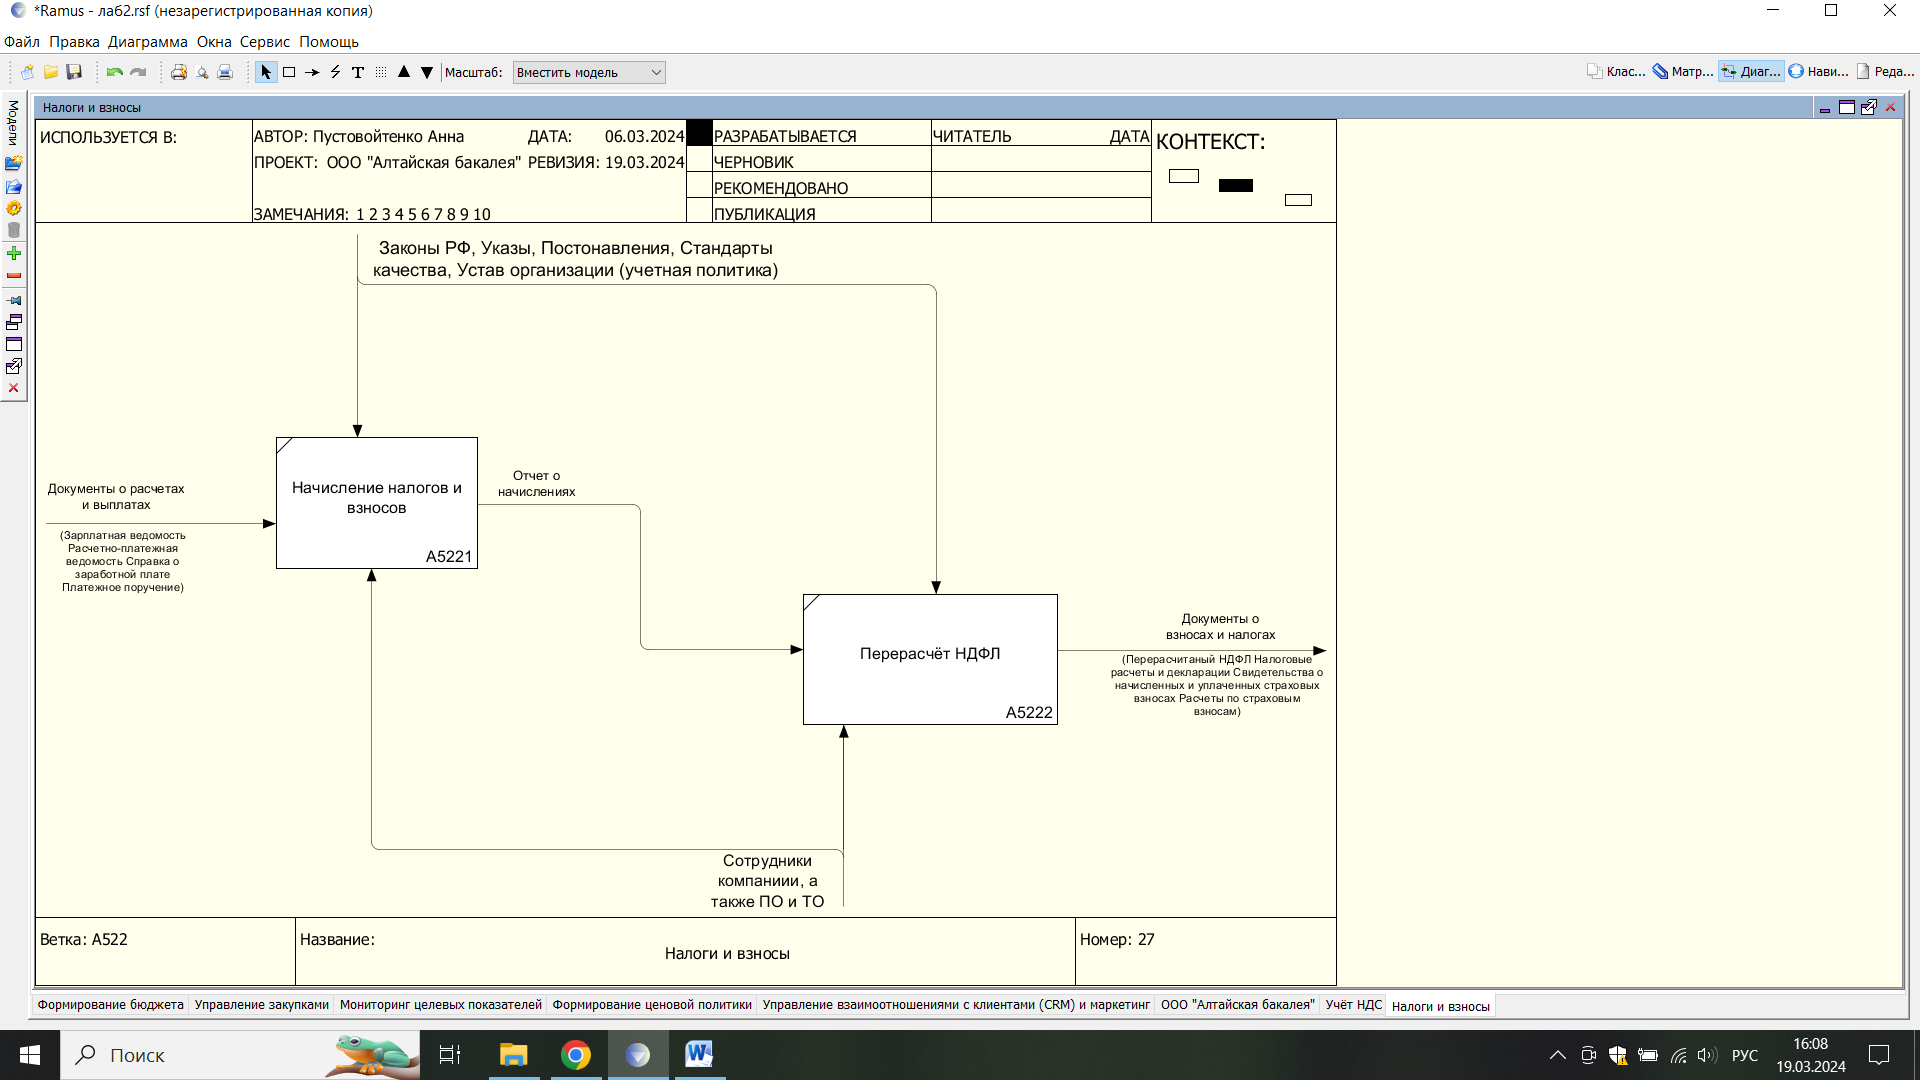 *Ramus - лаб2.rsf (незарегистрированная копия)
Файл Правка Диаграмма Окна Сервис Помощь
Масштаб: Вместить модель
Клас... Матр... Диаг... Нави... Реда...
Модели
Налоги и взносы
ИСПОЛЬЗУЕТСЯ В:
АВТОР: Пустовойтенко Анна ДАТА: 06.03.2024
ПРОЕКТ: ООО "Алтайская бакалея" РЕВИЗИЯ: 19.03.2024
ЗАМЕЧАНИЯ: 1 2 3 4 5 6 7 8 9 10
РАЗРАБАТЫВАЕТСЯ
ЧЕРНОВИК
РЕКОМЕНДОВАНО
ПУБЛИКАЦИЯ
ЧИТАТЕЛЬ ДАТА
КОНТЕКСТ:
Законы РФ, Указы, Постонавления, Стандарты
качества, Устав организации (учетная политика)
Документы о расчетах
и выплатах
(Зарплатная ведомость
Расчетно-платежная
ведомость Справка о
заработной плате
Платежное поручение)
Начисление налогов и
взносов
A5221
Отчет о
начислениях
Перерасчёт НДФЛ
A5222
Документы о
взносах и налогах
(Перерасчитаный НДФЛ Налоговые
расчеты и декларации Свидетельства о
начисленных и уплаченных страховых
взносах Расчеты по страховым
взносам)
Сотрудники
компаниии, а
также ПО и ТО
Ветка: A522
Название:
Налоги и взносы
Номер: 27
Формирование бюджета Управление закупками Мониторинг целевых показателей Формирование ценовой политики Управление взаимоотношениями с клиентами (CRM) и маркетинг ООО "Алтайская бакалея" Учёт НДС Налоги и взносы
Поиск
РУС
16:08
19.03.2024